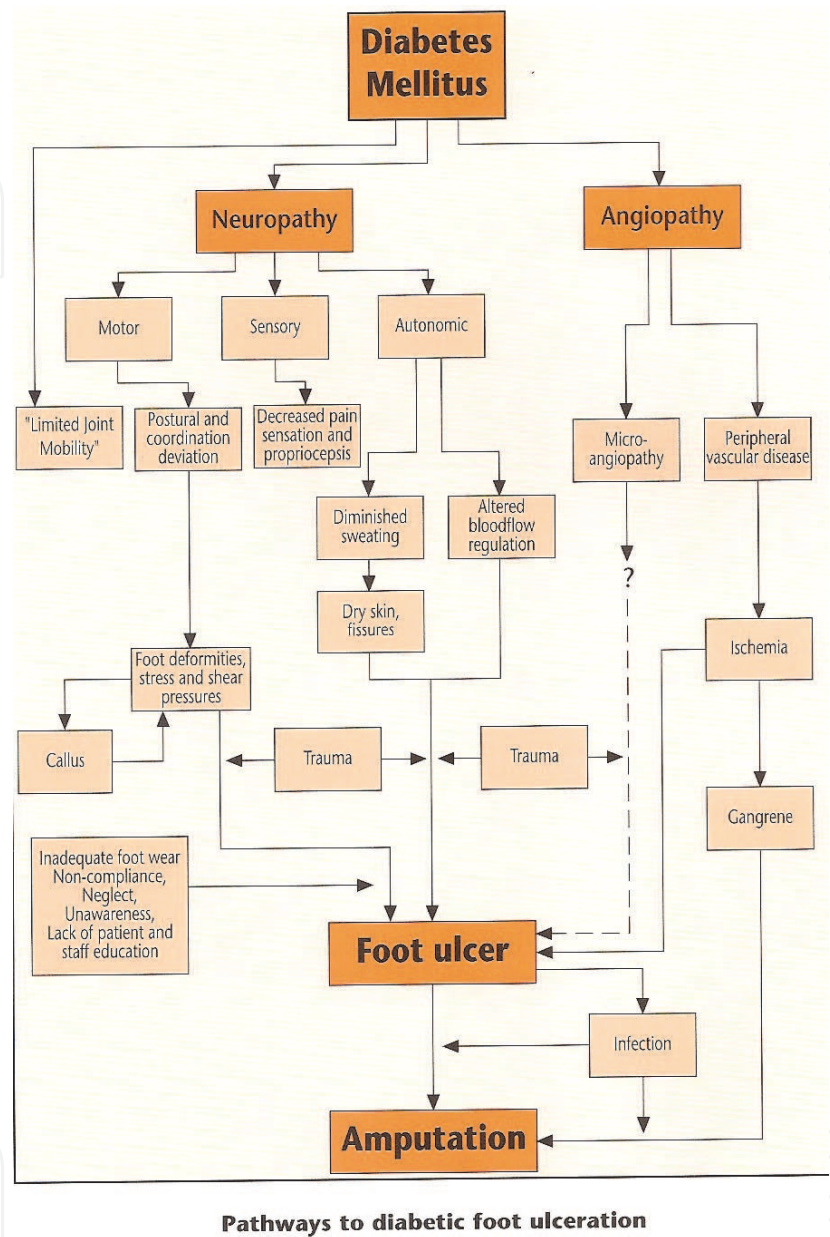 Diabetes
Mellitus
Neuropathy
Angiopathy
Motor
Sensory
Autonomic
"Limited Joint
Mobility"
Postural and
coordination
deviation
Decreased pain
sensation and
propriocepsis
Micro-
angiopathy
Peripheral
vascular disease
Diminished
sweating
Altered
bloodflow
regulation
?
Dry skin,
fissures
Foot deformities,
stress and shear
pressures
Ischemia
Callus
Trauma
Trauma
Gangrene
Inadequate foot wear
Non-compliance,
Neglect,
Unawareness,
Lack of patient and
staff education
Foot ulcer
Infection
Amputation
Pathways to diabetic foot ulceration